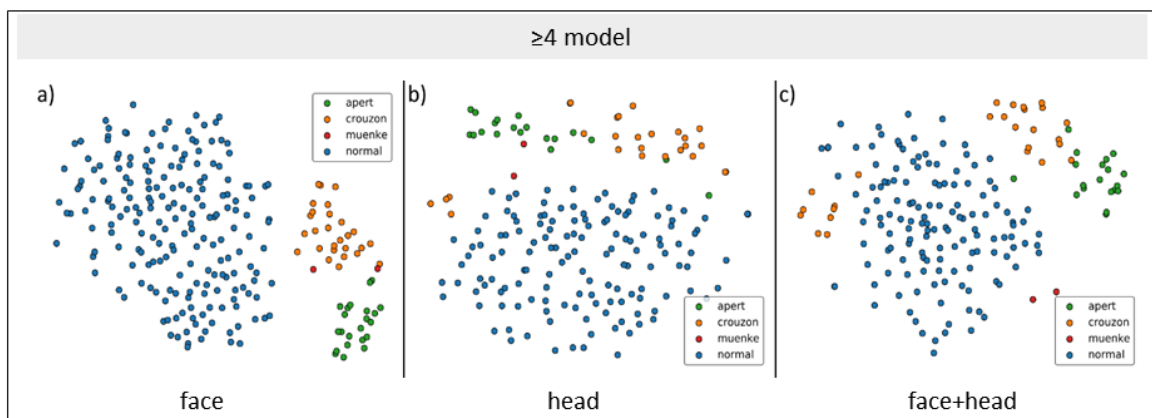 ≥4 model
a)
apert
crouzon
muenke
normal
face
b)
apert
crouzon
muenke
normal
head
c)
apert
crouzon
muenke
normal
face+head